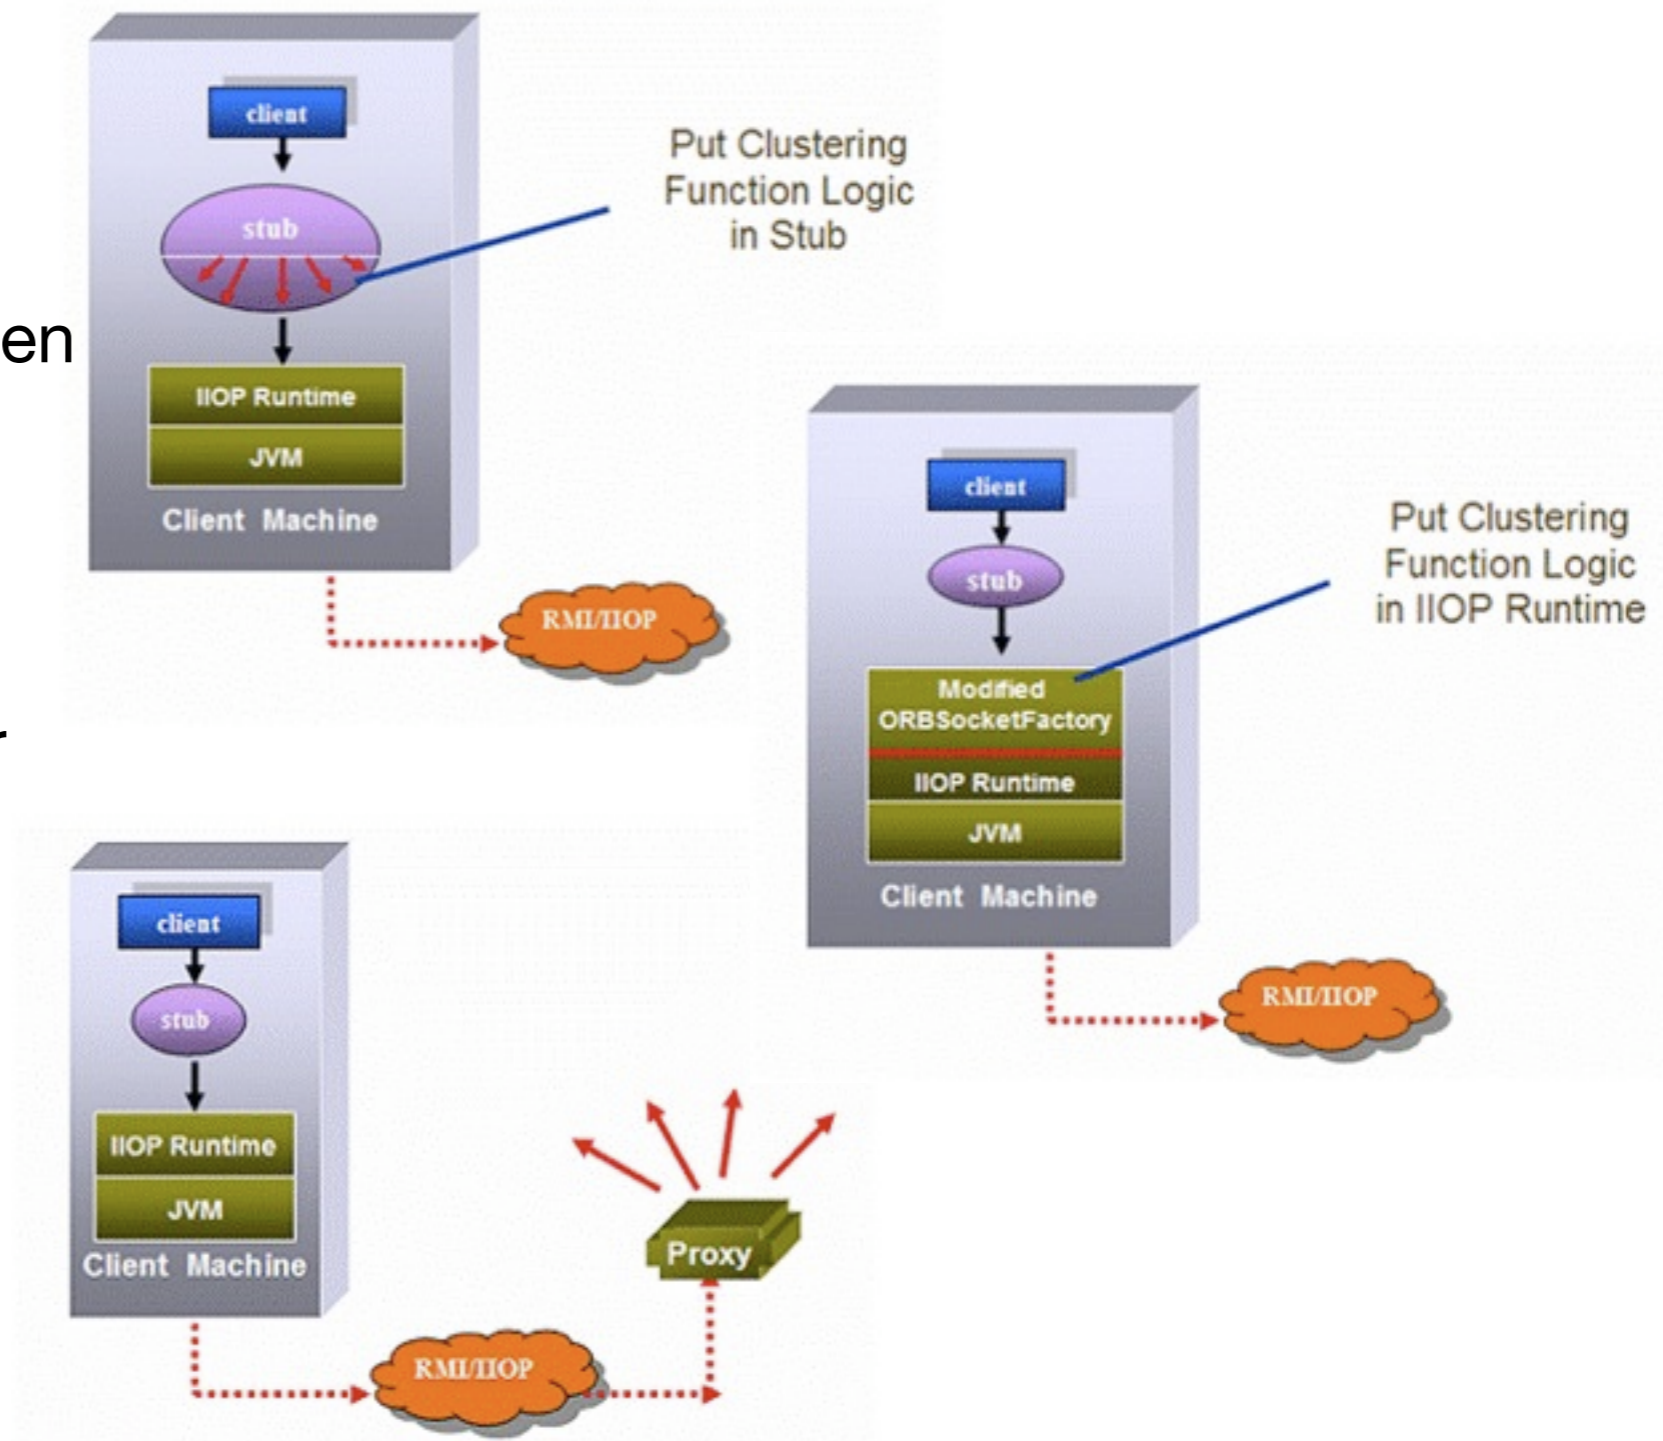 client
stub
Put Clustering
Function Logic
in Stub
en
IIOP Runtime
JVM
Client Machine
RMI/IIOP
client
stub
Put Clustering
Function Logic
in IIOP Runtime
Modified
ORBSocketFactory
IIOP Runtime
JVM
Client Machine
RMI/IIOP
r
client
stub
IIOP Runtime
JVM
Client Machine
Proxy
RMI/IIOP